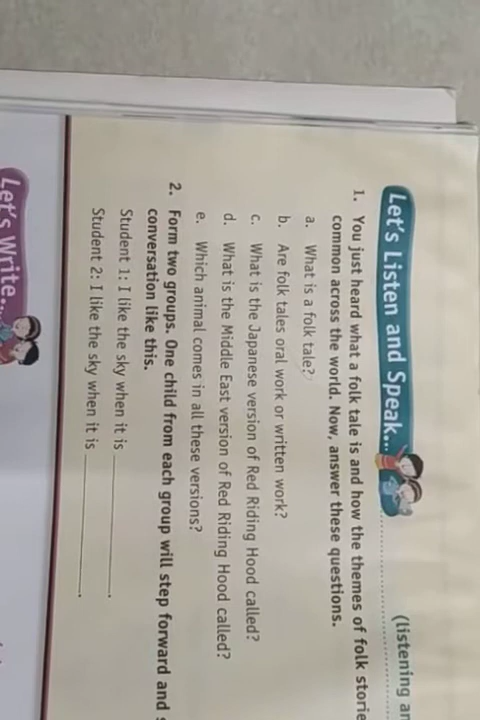 Let's Listen and Speak...
(listening
1. You just heard what a folk tale is and how the themes of folk
common across the world. Now, answer these questions.
a. What is a folk tale?
b. Are folk tales oral work or written work?
c. What is the Japanese version of Red Riding Hood called?
d. What is the Middle East version of Red Riding Hood called?
e. Which animal comes in all these versions?
2. Form two groups. One child from each group will step forward and
conversation like this.
Student 1: I like the sky when it is ____________.
Student 2: I like the sky when it is ____________.
Let's Write...